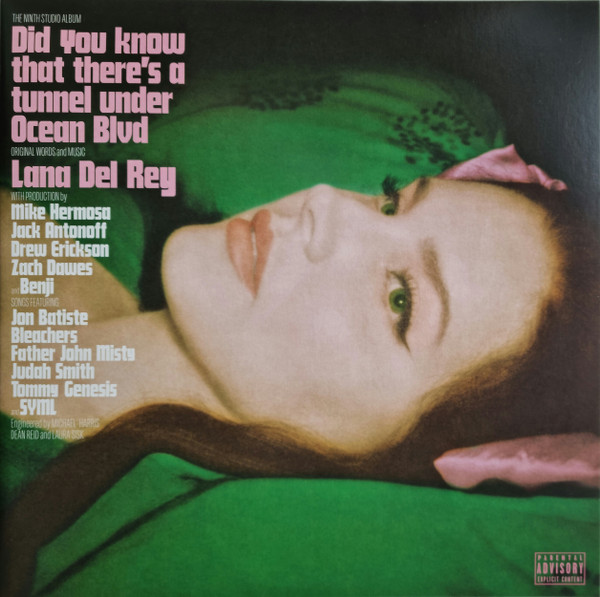 THE NINTH STUDIO ALBUM
Did You know
that there's a
tunnel under
Ocean Blvd
ORIGINAL WORDS and MUSIC
Lana Del Rey
WITH PRODUCTION by
Mike Hermosa
Jack Antonoff
Drew Erickson
Zach Dawes
and Benji
SONGS FEATURING
Jon Batiste
Bleachers
Father John Misty
Judah Smith
Tommy Genesis
and SYML
Engineered by MICHAEL HARRIS
DEAN REID and LAURA SISK
PARENTAL
ADVISORY
EXPLICIT CONTENT